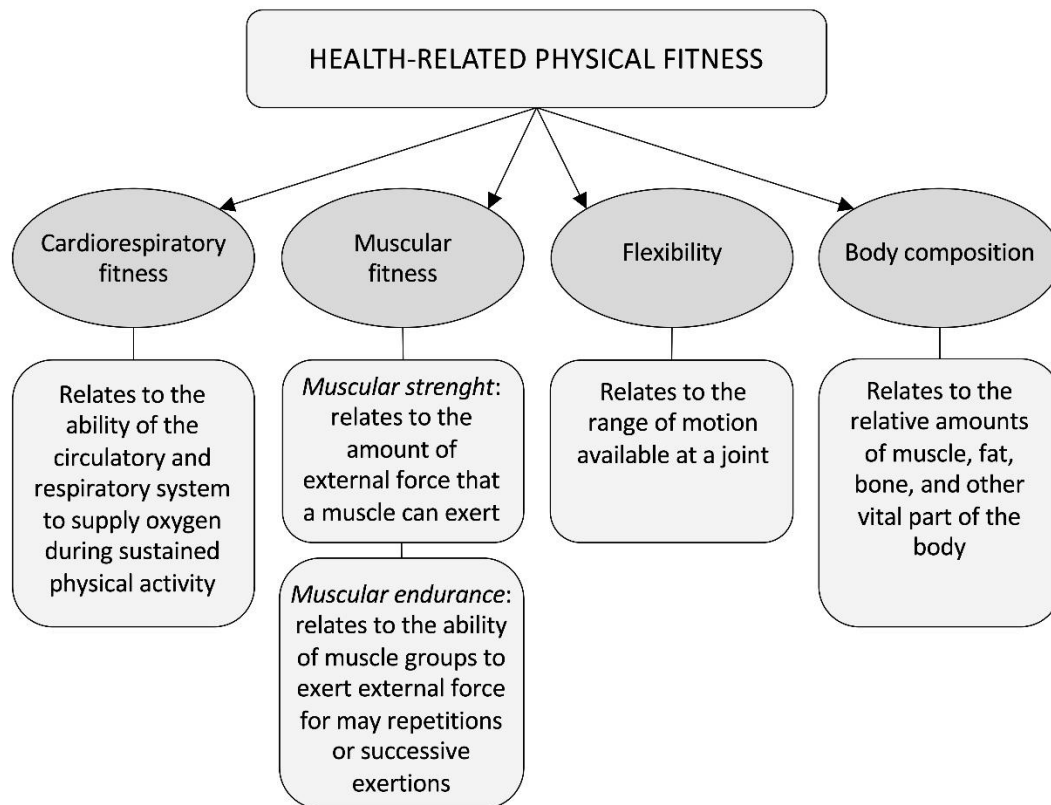 HEALTH-RELATED PHYSICAL FITNESS
Cardiorespiratory
fitness
Relates to the
ability of the
circulatory and
respiratory system
to supply oxygen
during sustained
physical activity
Muscular
fitness
Muscular strenght:
relates to the
amount of
external force that
a muscle can exert
Muscular endurance:
relates to the ability
of muscle groups to
exert external force
for may repetitions
or successive
exertions
Flexibility
Relates to the
range of motion
available at a joint
Body composition
Relates to the
relative amounts
of muscle, fat,
bone, and other
vital part of the
body